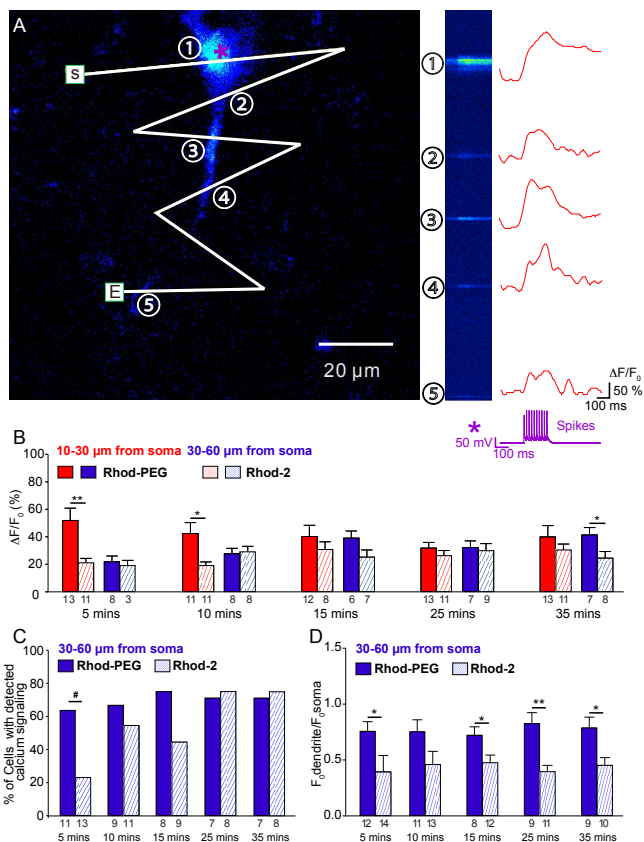 A
S
①
②
③
④
E
⑤
20 µm
①
②
③
④
⑤
ΔF/F0
50 %
100 ms
*
Spikes
50 mV
100 ms
B
10-30 µm from soma 30-60 µm from soma
Rhod-PEG Rhod-2
ΔF/F0 (%)
100
80
60
40
20
0
** * *
13 11 8 3 11 11 8 8 12 8 6 7 13 13 7 9 13 11 7 8
5 mins 10 mins 15 mins 25 mins 35 mins
C
30-60 µm from soma
Rhod-PEG Rhod-2
% of Cells with detected
calcium signaling
100
80
60
40
20
0
#
11 13 9 11 8 9 7 8 7 8
5 mins 10 mins 15 mins 25 mins 35 mins
D
30-60 µm from soma
Rhod-PEG Rhod-2
F0dendrite/F0soma
1.5
1.0
0.5
0.0
* * ** *
12 14 11 13 8 12 9 11 9 10
5 mins 10 mins 15 mins 25 mins 35 mins